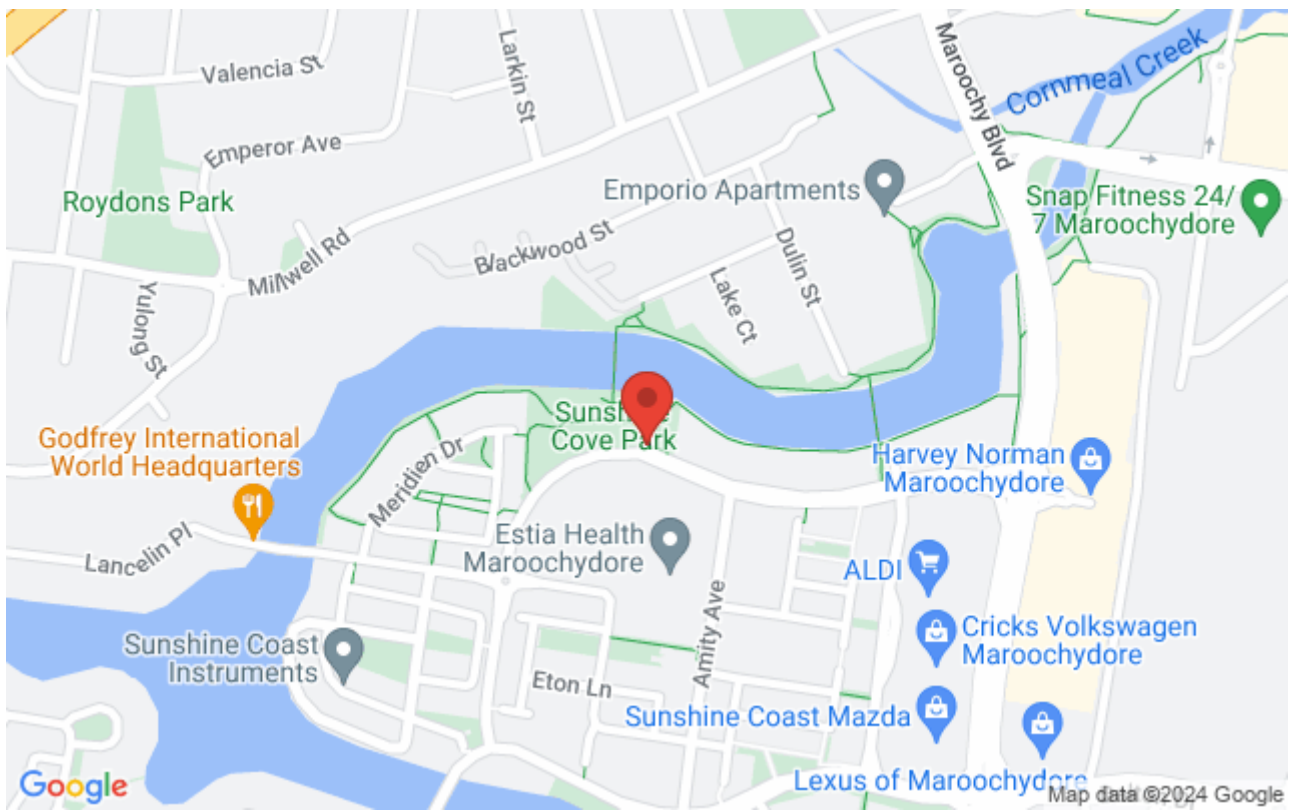 Larkin St
Valencia St
Maroochy Blvd
Cornmeal Creek
Emperor Ave
Emporio Apartments
Snap Fitness 24/
7 Maroochydore
Roydons Park
Millwell Rd
Blackwood St
Dulin St
Lake Ct
Yulong St
Sunshine
Cove Park
Godfrey International
World Headquarters
Meridien Dr
Harvey Norman
Maroochydore
Lancelin Pl
Estia Health
Maroochydore
ALDI
Amity Ave
Sunshine Coast
Instruments
Cricks Volkswagen
Maroochydore
Eton Ln
Sunshine Coast Mazda
Lexus of Maroochydore
Google
Map data ©2024 Google